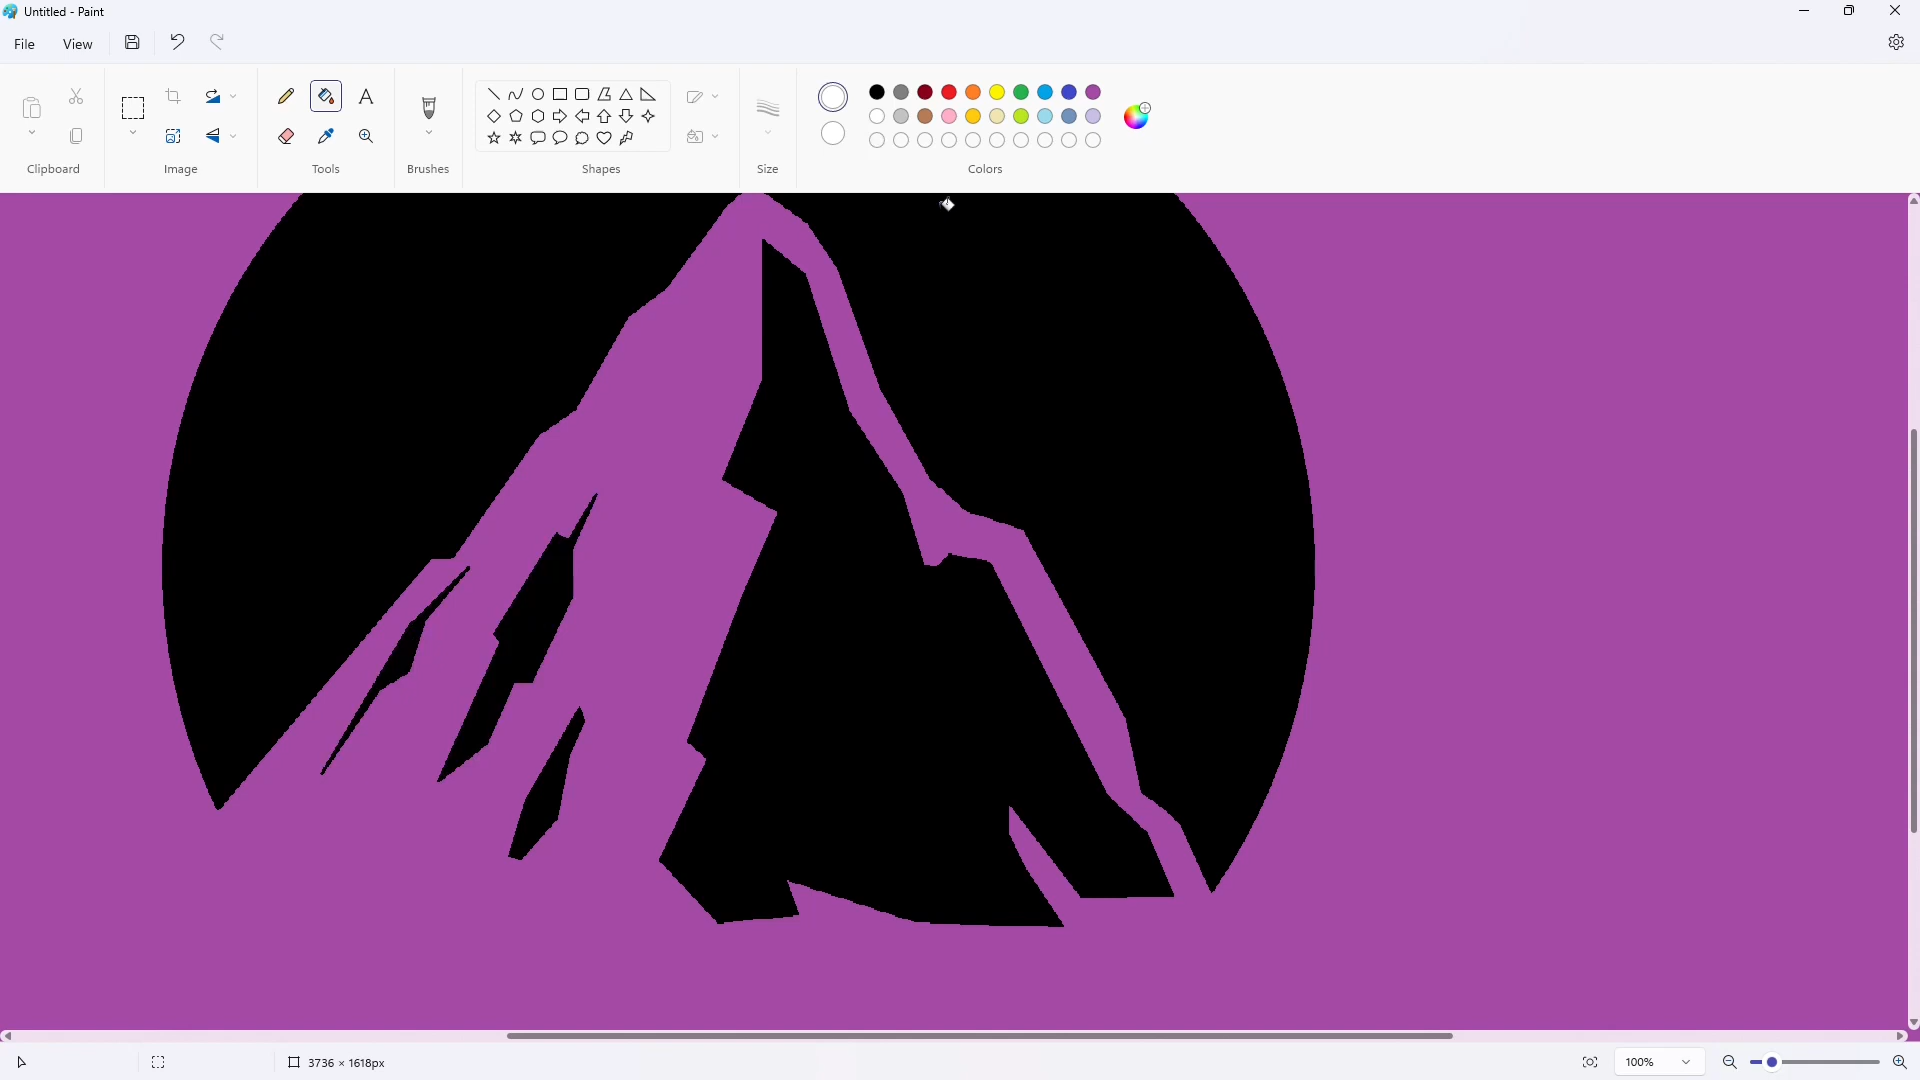 Untitled - Paint
File
View
Clipboard
Image
Tools
Brushes
Shapes
Size
Colors
3736 × 1618px
100%